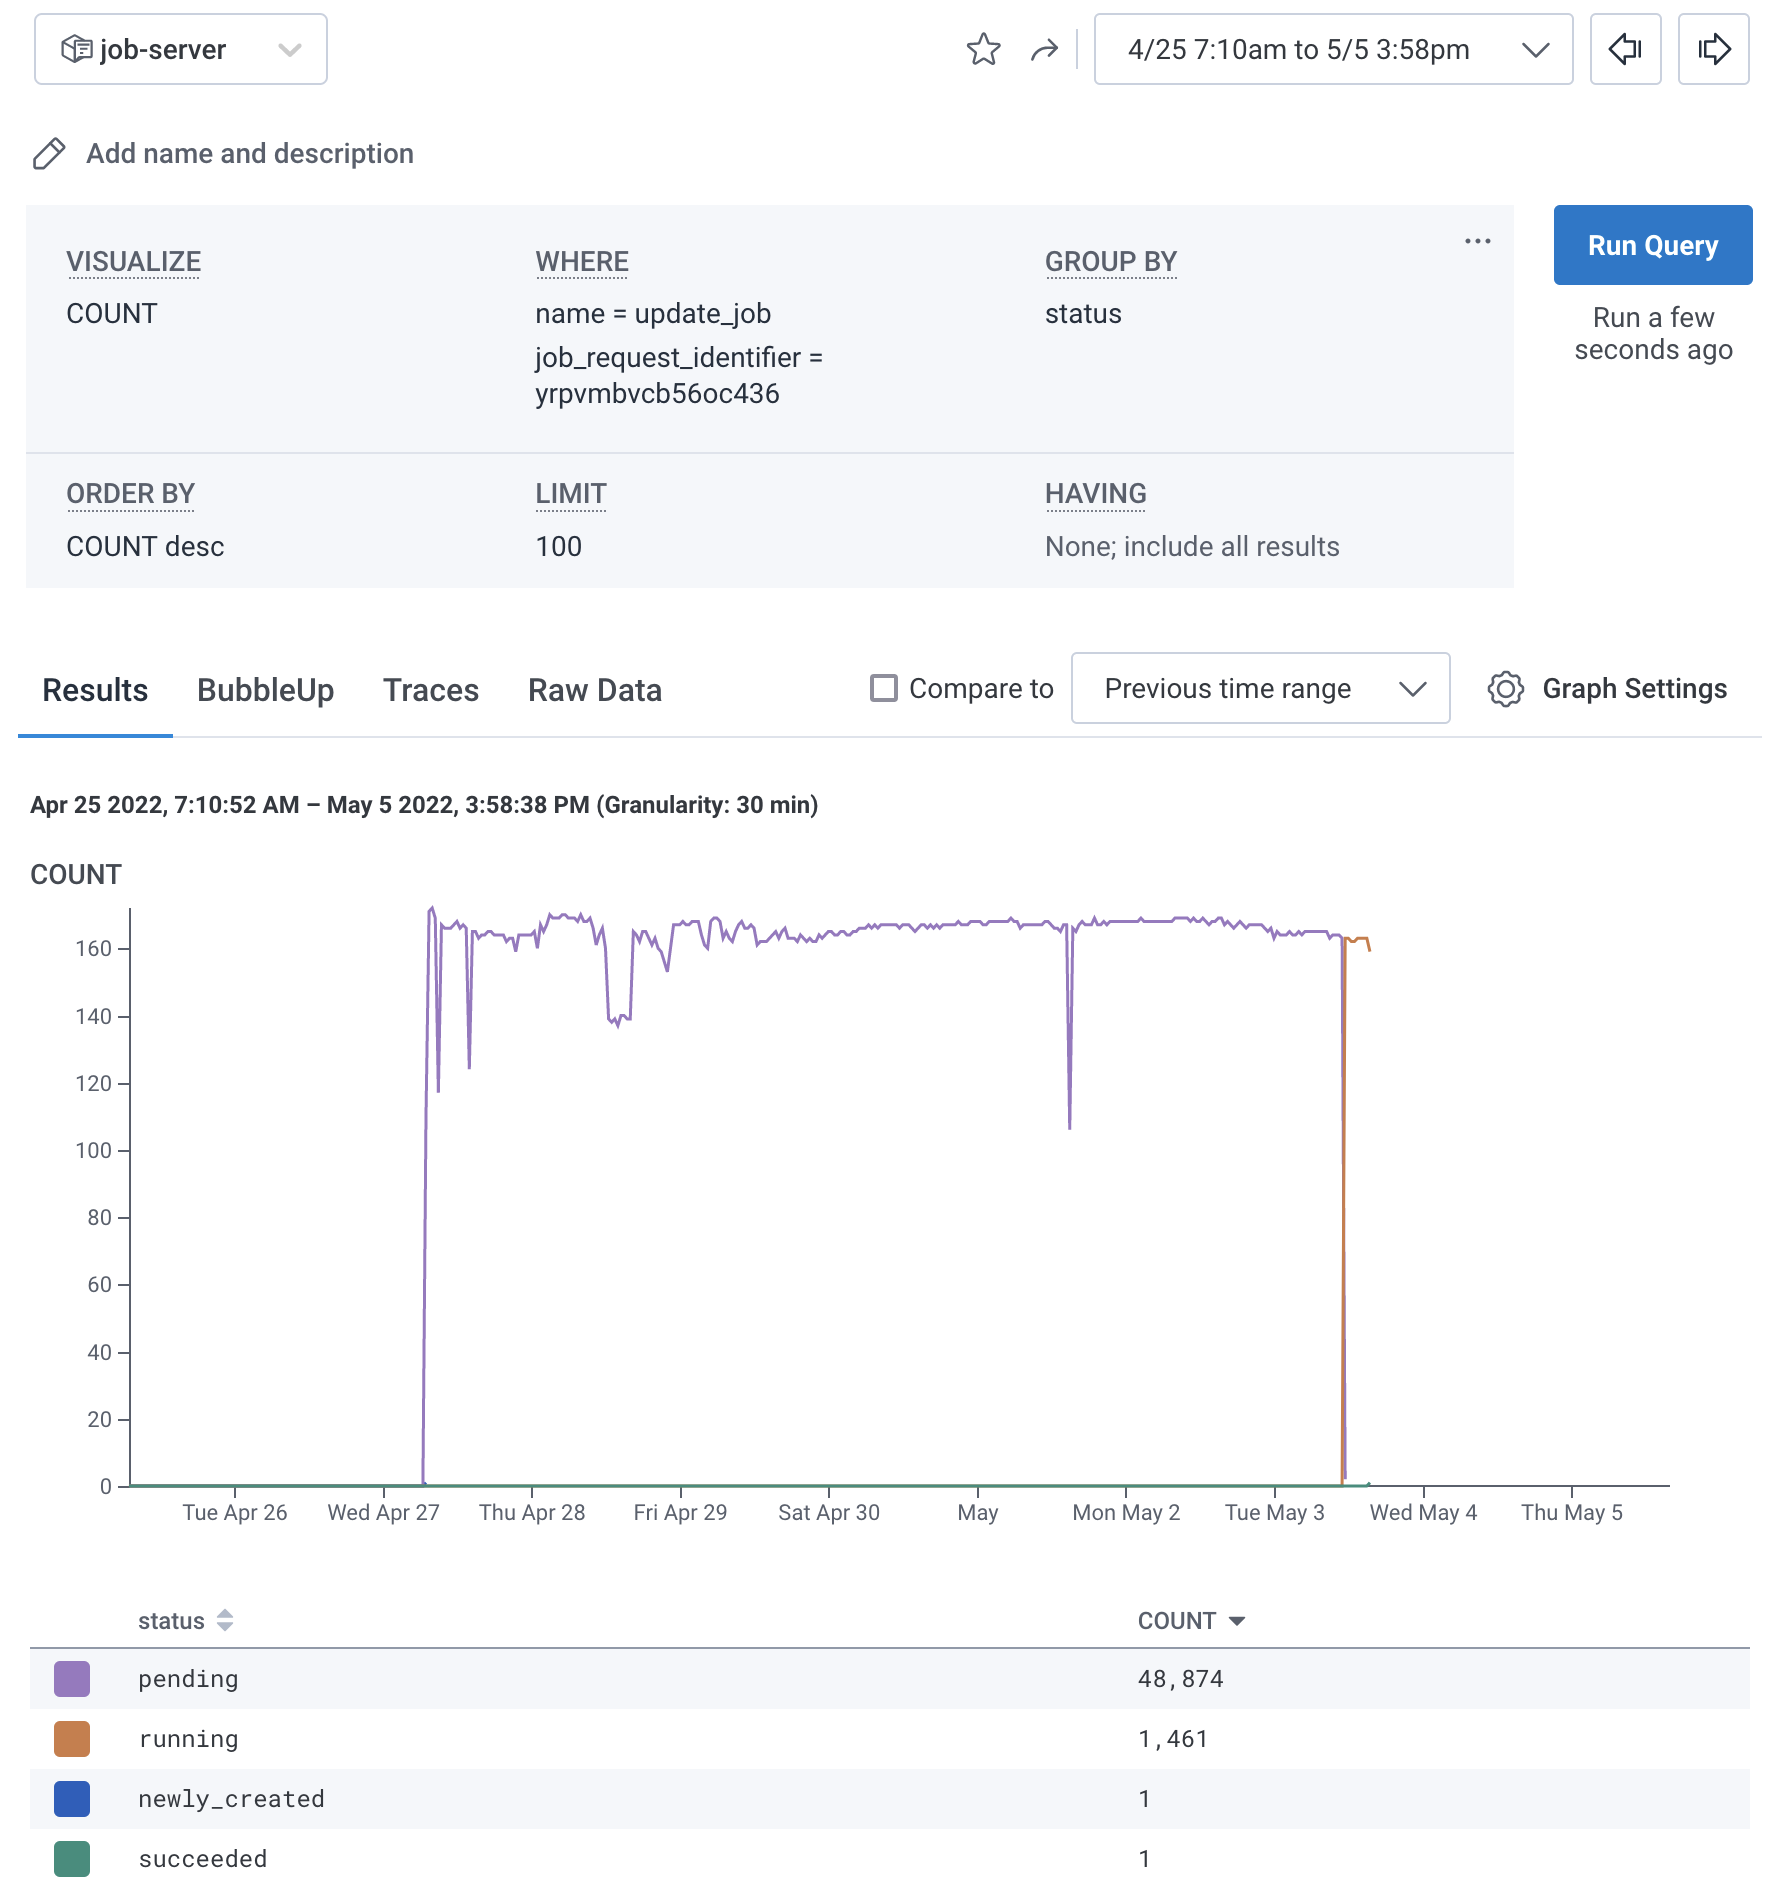 job-server
4/25 7:10am to 5/5 3:58pm
Add name and description
VISUALIZE
WHERE
GROUP BY
...
Run Query
COUNT
name = update_job
status
Run a few
seconds ago
job_request_identifier =
yrpvmbvcb56oc436
ORDER BY
LIMIT
HAVING
COUNT desc
100
None; include all results
Results
BubbleUp
Traces
Raw Data
Compare to
Previous time range
Graph Settings
Apr 25 2022, 7:10:52 AM – May 5 2022, 3:58:38 PM (Granularity: 30 min)
COUNT
160
140
120
100
80
60
40
20
0
Tue Apr 26
Wed Apr 27
Thu Apr 28
Fri Apr 29
Sat Apr 30
May
Mon May 2
Tue May 3
Wed May 4
Thu May 5
status
COUNT
pending
48,874
running
1,461
newly_created
1
succeeded
1